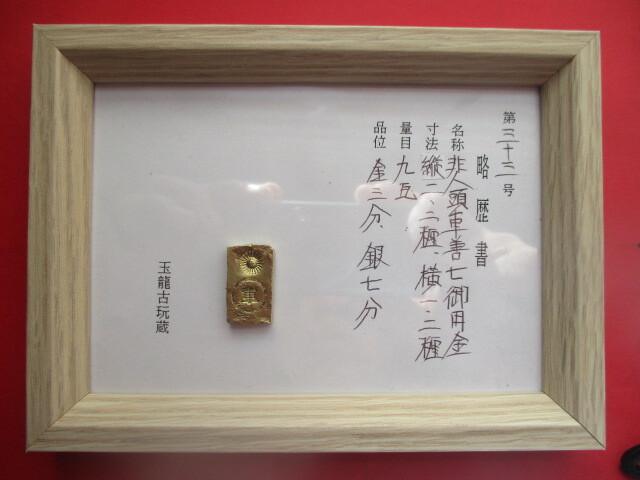 第三十三号
略歴書
名称 非人頭車善七御用金
寸法 縦二、二糎、横一、二糎
量目 九瓦
品位 金三分、銀七分
玉龍古玩蔵